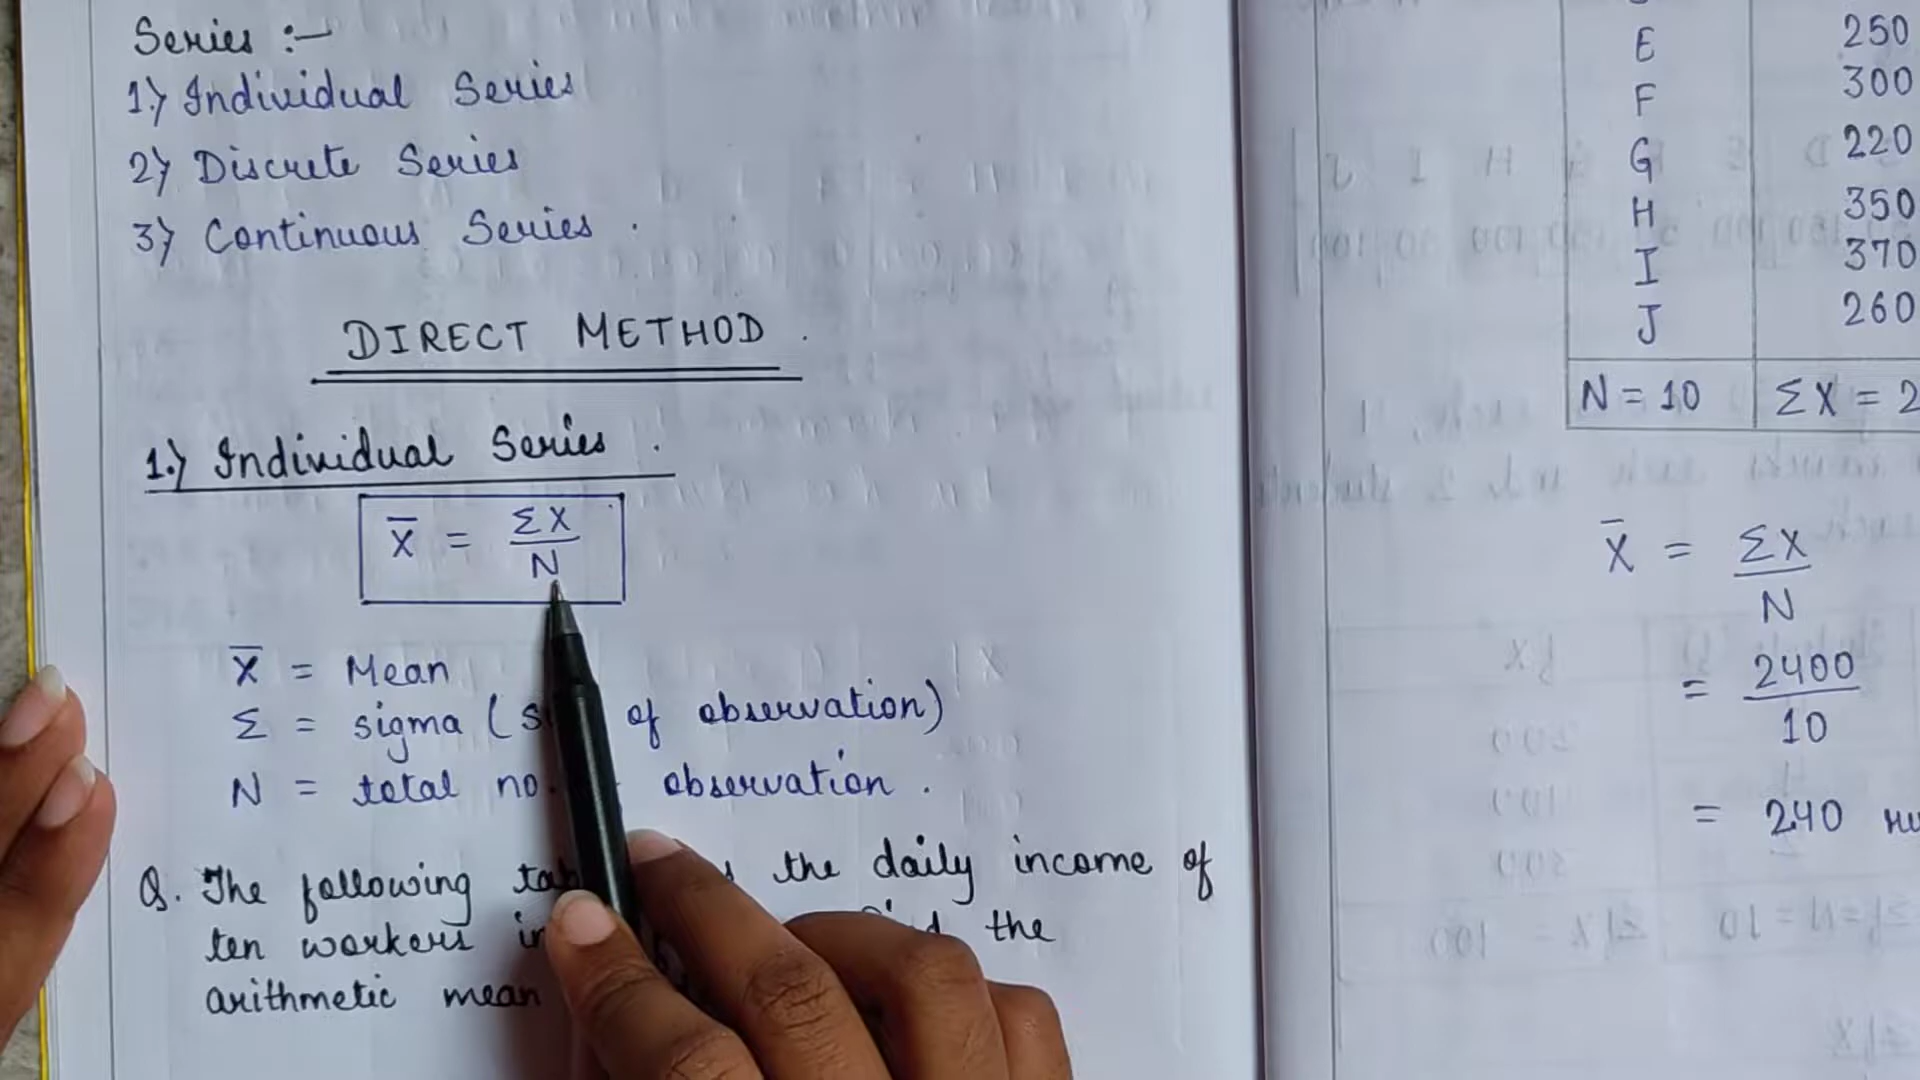 Series :-
1.) Individual Series
2) Discrete Series
3) Continuous Series .
DIRECT METHOD .
1.) Individual Series .
X̄ = ΣX / N
X̄ = Mean
Σ = sigma ( of observation)
N = total no. observation .
Q. The following the daily income of
ten workers the
arithmetic mean
E 250
F 300
G 220
H 350
I 370
J 260
N = 10 ΣX = 2
X̄ = ΣX / N
= 2400 / 10
= 240